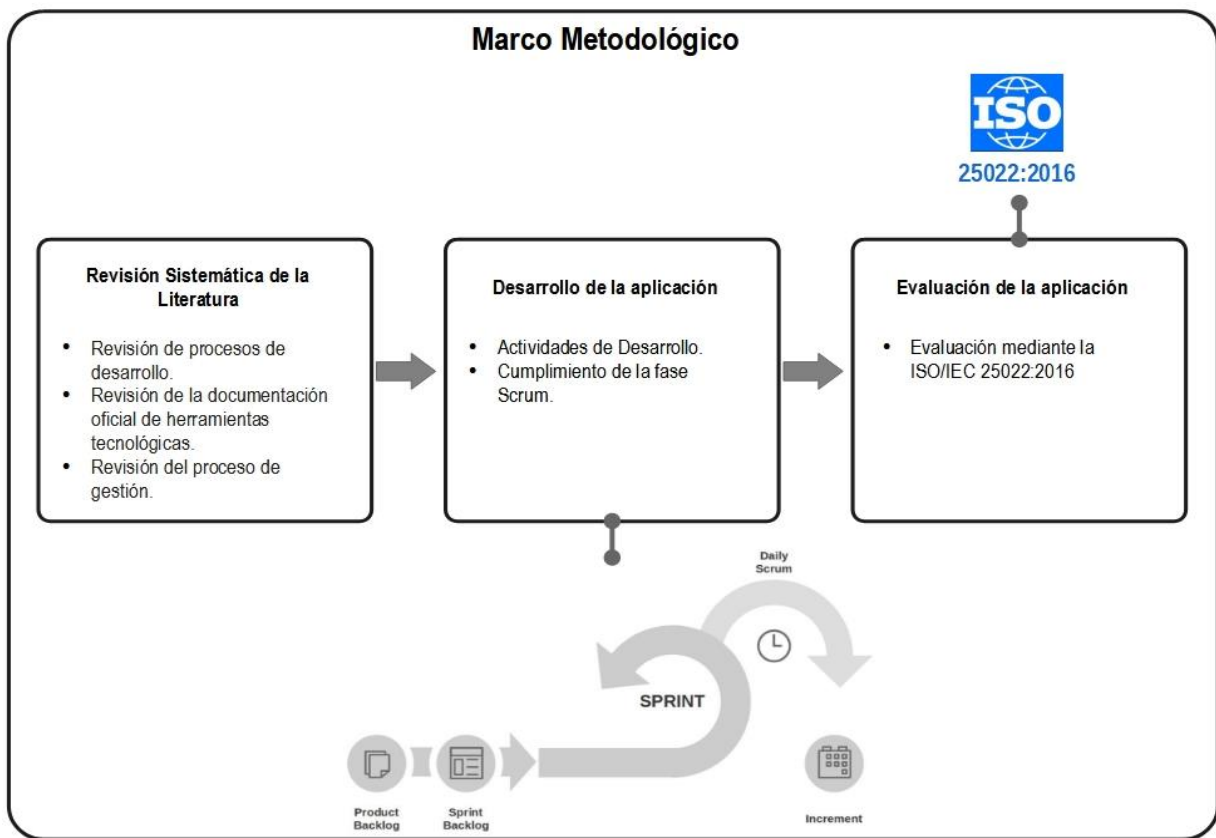 Marco Metodológico
ISO
25022:2016
Revisión Sistemática de la
Literatura
• Revisión de procesos de
desarrollo.
• Revisión de la documentación
oficial de herramientas
tecnológicas.
• Revisión del proceso de
gestión.
Desarrollo de la aplicación
• Actividades de Desarrollo.
• Cumplimiento de la fase
Scrum.
Evaluación de la aplicación
• Evaluación mediante la
ISO/IEC 25022:2016
Daily
Scrum
SPRINT
Product
Backlog
Sprint
Backlog
Increment